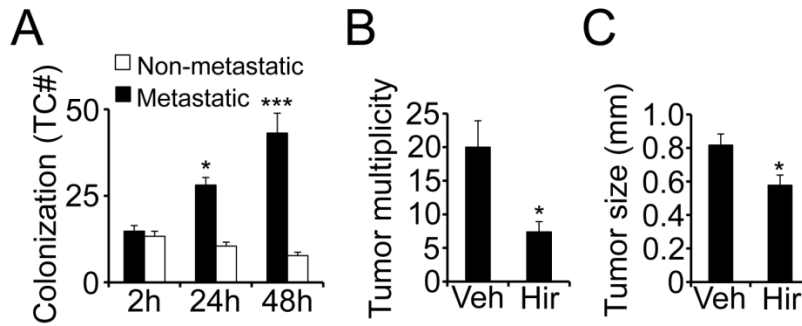 A
Colonization (TC#)
50
25
0
Non-metastatic
Metastatic
*
***
2h 24h 48h
B
Tumor multiplicity
25
20
15
10
5
0
*
Veh Hir
C
Tumor size (mm)
1.0
0.8
0.6
0.4
0.2
0
*
Veh Hir